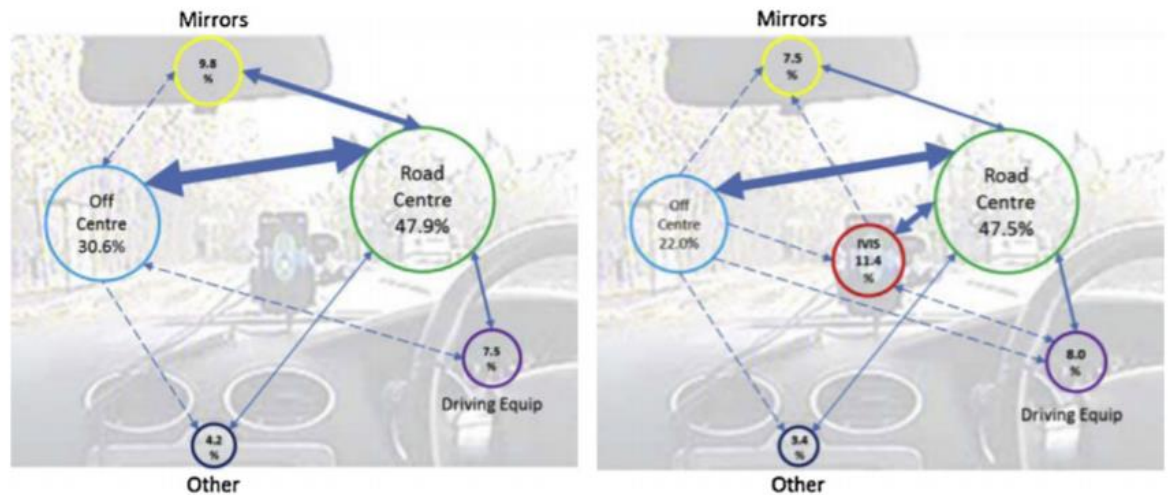 Mirrors
9.8
%
Off
Centre
30.6%
Road
Centre
47.9%
7.5
%
Driving Equip
4.2
%
Other
Mirrors
7.5
%
Off
Centre
22.0%
Road
Centre
47.5%
IVIS
11.4
%
8.0
%
Driving Equip
3.4
%
Other